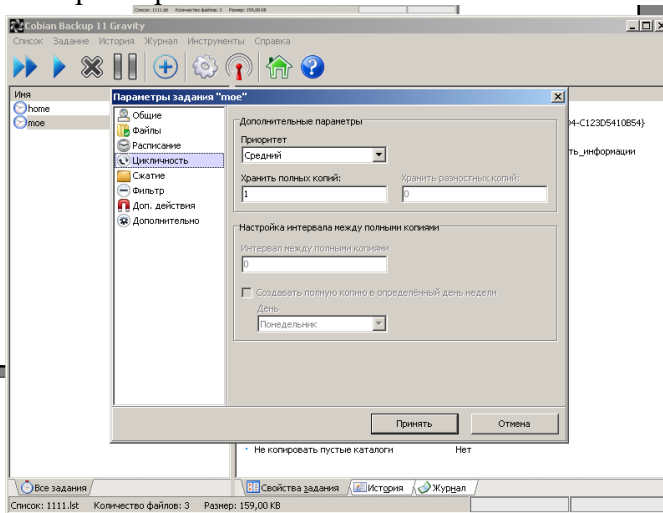 Список: 1111.lst Количество файлов: 3 Размер: 159,00 KB
Cobian Backup 11 Gravity
Список Задание История Журнал Инструменты Справка
Имя
home
moe
Параметры задания "moe"
Общие
Файлы
Расписание
Цикличность
Сжатие
Фильтр
Доп. действия
Дополнительно
Дополнительные параметры
Приоритет
Средний
Хранить полных копий: Хранить разностных копий:
1 0
Настройка интервала между полными копиями
Интервал между полными копиями
0
Создавать полную копию в определённый день недели
День
Понедельник
Принять Отмена
4-C123D5410B54}
ть_информации
Не копировать пустые каталоги Нет
Все задания Свойства задания История Журнал
Список: 1111.lst Количество файлов: 3 Размер: 159,00 KB